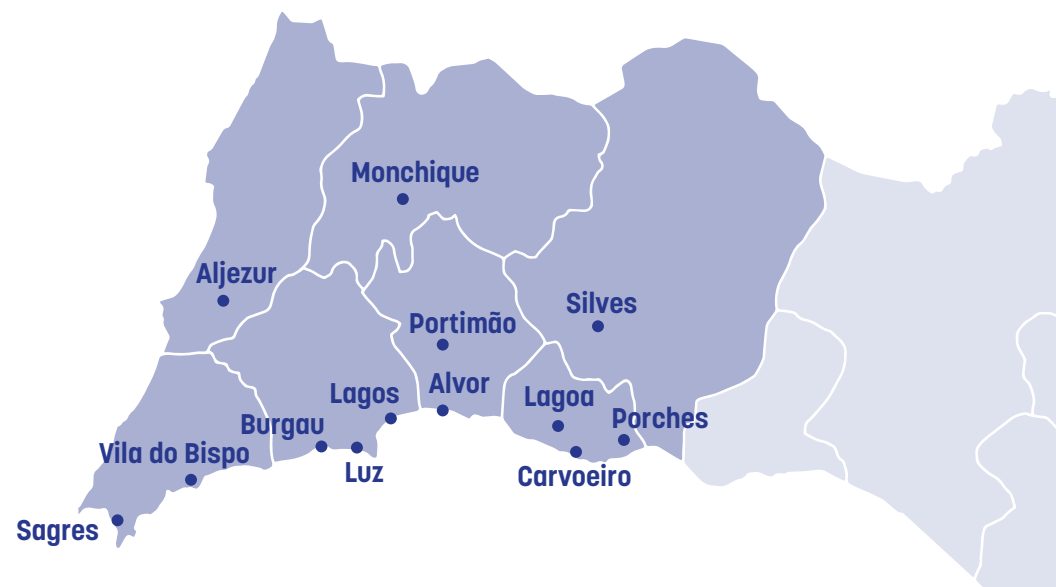 Monchique
Aljezur
Silves
Portimão
Alvor
Lagos
Lagoa
Burgau
Porches
Vila do Bispo
Luz
Carvoeiro
Sagres